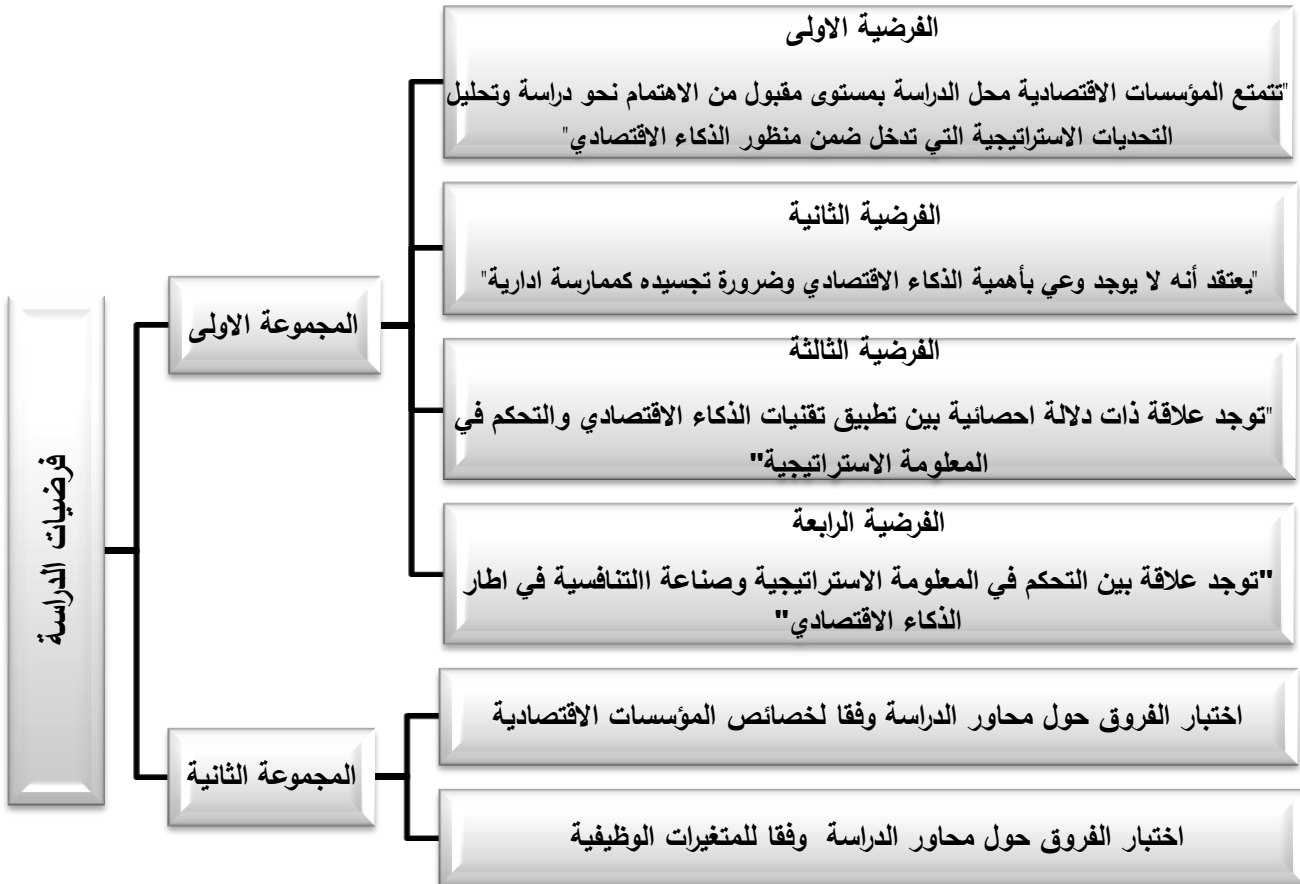 فرضيات الدراسة
المجموعة الاولى
الفرضية الاولى
"تتمتع المؤسسات الاقتصادية محل الدراسة بمستوى مقبول من الاهتمام نحو دراسة وتحليل
التحديات الاستراتيجية التي تدخل ضمن منظور الذكاء الاقتصادي"
الفرضية الثانية
"يعتقد أنه لا يوجد وعي بأهمية الذكاء الاقتصادي وضرورة تجسيده كممارسة ادارية"
الفرضية الثالثة
"توجد علاقة ذات دلالة احصائية بين تطبيق تقنيات الذكاء الاقتصادي والتحكم في
المعلومة الاستراتيجية"
الفرضية الرابعة
"توجد علاقة بين التحكم في المعلومة الاستراتيجية وصناعة االتنافسية في اطار
الذكاء الاقتصادي"
المجموعة الثانية
اختبار الفروق حول محاور الدراسة وفقا لخصائص المؤسسات الاقتصادية
اختبار الفروق حول محاور الدراسة وفقا للمتغيرات الوظيفية